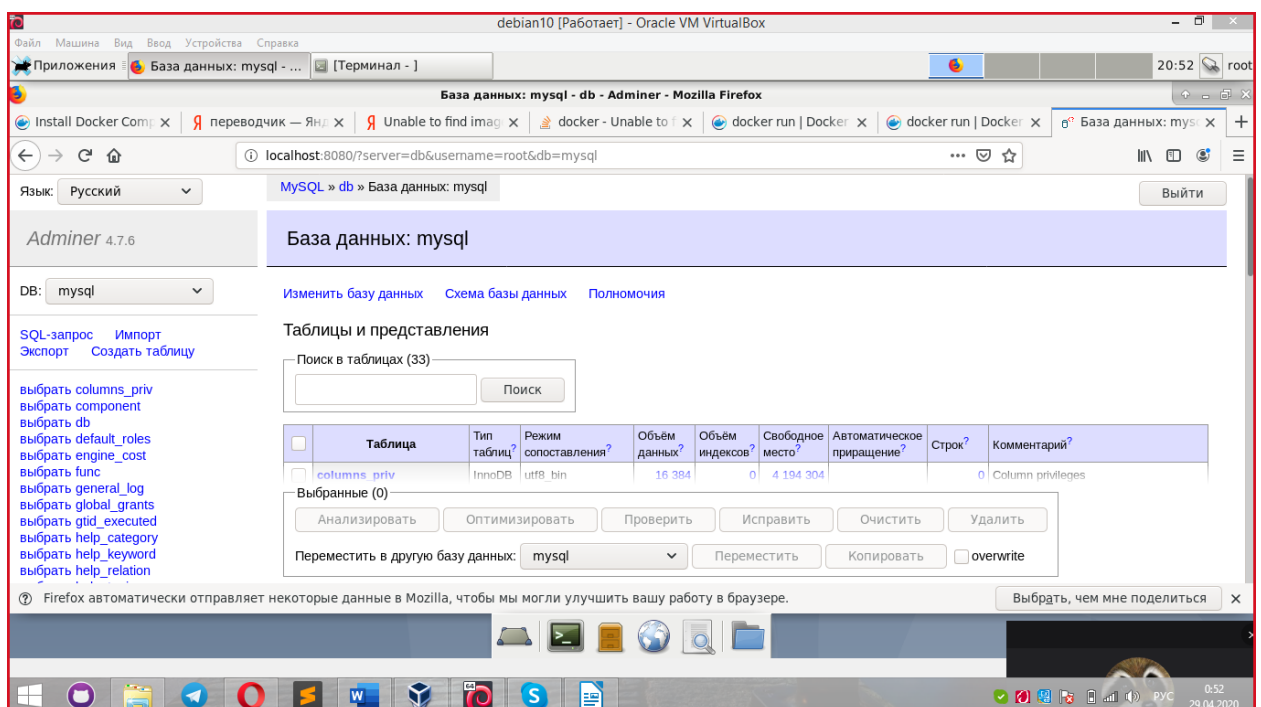 debian10 [Работает] - Oracle VM VirtualBox
Файл Машина Вид Ввод Устройства Справка
Приложения База данных: mysql - ... [Терминал - ] 20:52 root
База данных: mysql - db - Adminer - Mozilla Firefox
Install Docker Comp переводчик — Янд Unable to find imag docker - Unable to f docker run | Docker docker run | Docker База данных: mys
localhost:8080/?server=db&username=root&db=mysql
Язык: Русский
MySQL » db » База данных: mysql
Выйти
Adminer 4.7.6
База данных: mysql
DB: mysql
Изменить базу данных Схема базы данных Полномочия
SQL-запрос Импорт
Экспорт Создать таблицу
Таблицы и представления
Поиск в таблицах (33)
Поиск
выбрать columns_priv
выбрать component
выбрать db
выбрать default_roles
выбрать engine_cost
выбрать func
выбрать general_log
выбрать global_grants
выбрать gtid_executed
выбрать help_category
выбрать help_keyword
выбрать help_relation
Таблица Тип таблиц? Режим сопоставления? Объём данных? Объём индексов? Свободное место? Автоматическое приращение? Строк? Комментарий?
columns_priv InnoDB utf8_bin 16 384 0 4 194 304 0 Column privileges
Выбранные (0)
Анализировать Оптимизировать Проверить Исправить Очистить Удалить
Переместить в другую базу данных: mysql Переместить Копировать overwrite
Firefox автоматически отправляет некоторые данные в Mozilla, чтобы мы могли улучшить вашу работу в браузере. Выбрать, чем мне поделиться
РУС 0:52
29.04.2020